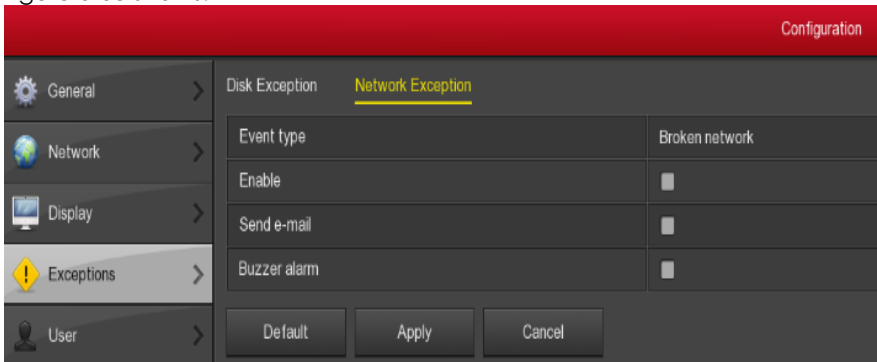 Configuration
General
Network
Display
Exceptions
User
Disk Exception Network Exception
Event type Broken network
Enable
Send e-mail
Buzzer alarm
Default Apply Cancel